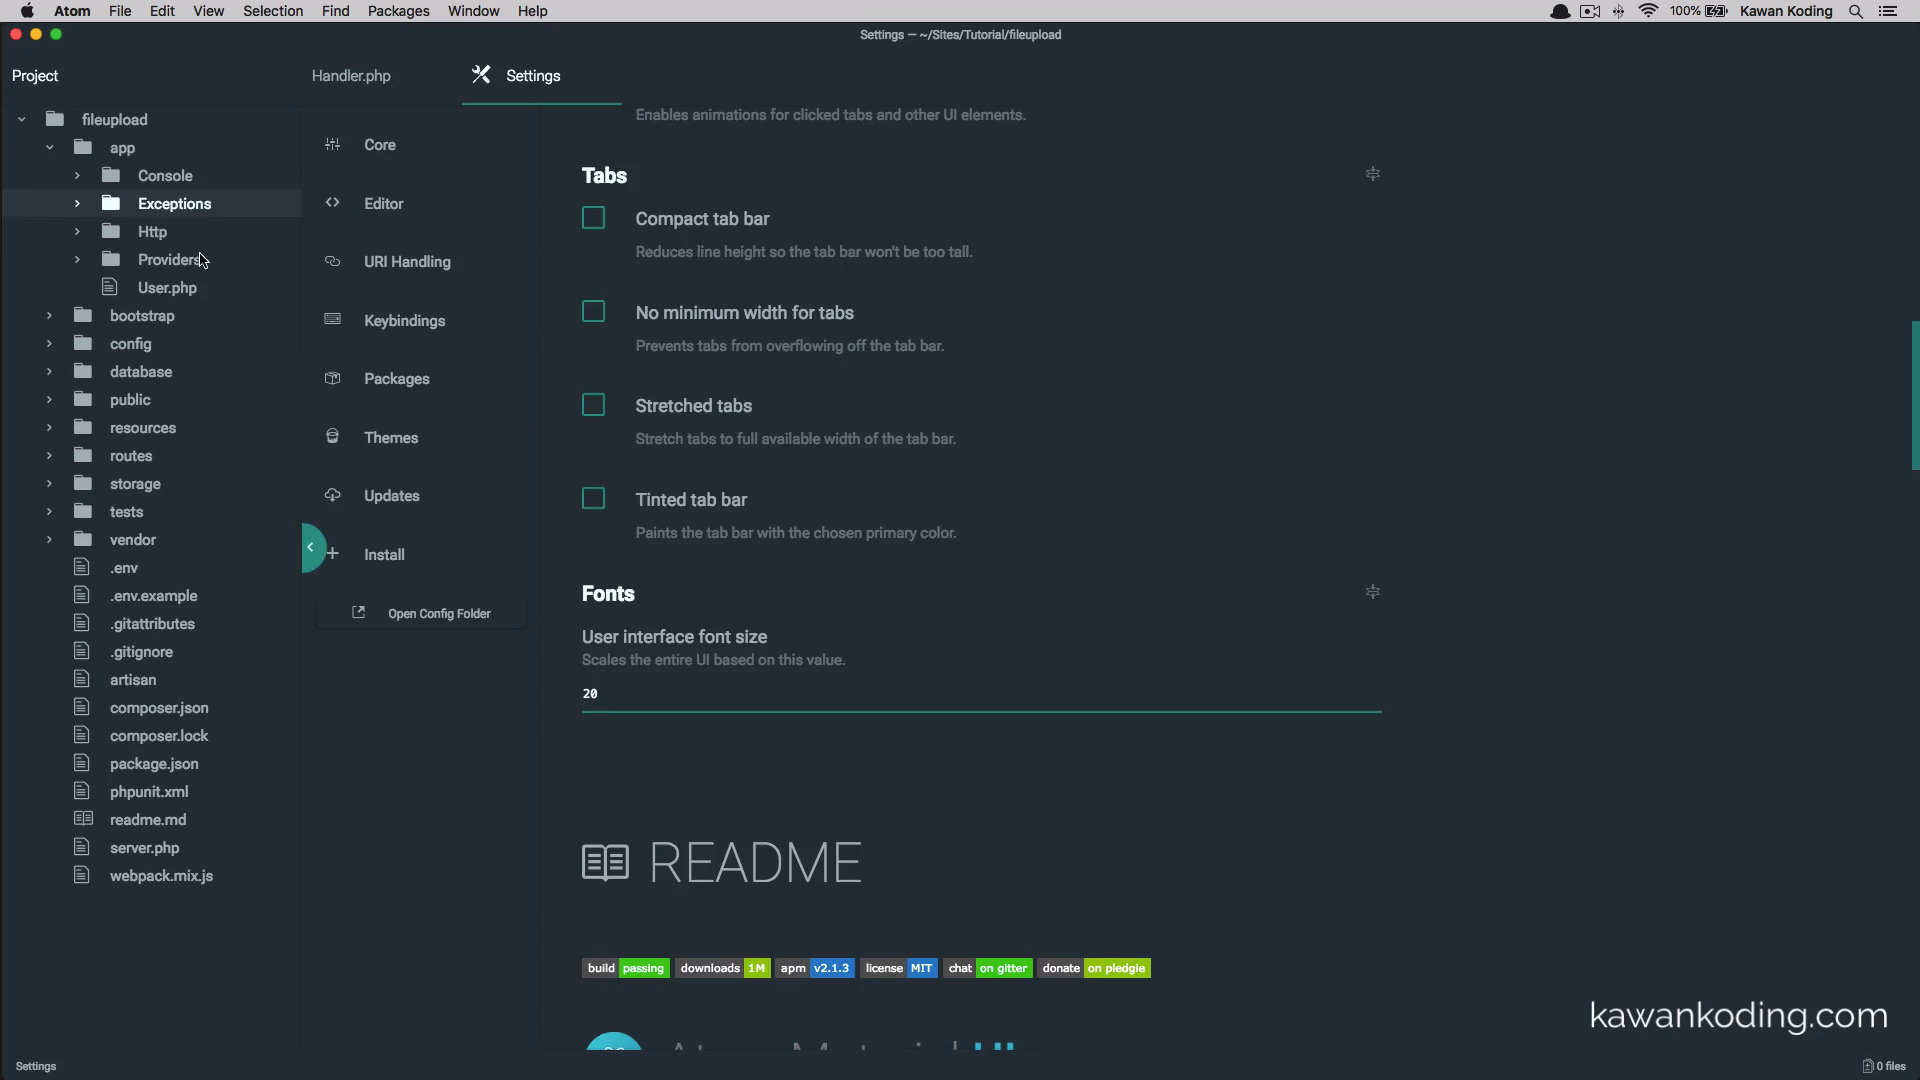 Atom File Edit View Selection Find Packages Window Help
100% Kawan Koding
Settings — ~/Sites/Tutorial/fileupload
Project
Handler.php
Settings
fileupload
app
Console
Exceptions
Http
Providers
User.php
bootstrap
config
database
public
resources
routes
storage
tests
vendor
.env
.env.example
.gitattributes
.gitignore
artisan
composer.json
composer.lock
package.json
phpunit.xml
readme.md
server.php
webpack.mix.js
Core
Editor
URI Handling
Keybindings
Packages
Themes
Updates
Install
Open Config Folder
Enables animations for clicked tabs and other UI elements.
Tabs
Compact tab bar
Reduces line height so the tab bar won't be too tall.
No minimum width for tabs
Prevents tabs from overflowing off the tab bar.
Stretched tabs
Stretch tabs to full available width of the tab bar.
Tinted tab bar
Paints the tab bar with the chosen primary color.
Fonts
User interface font size
Scales the entire UI based on this value.
20
README
build passing downloads 1M apm v2.1.3 license MIT chat on gitter donate on pledgie
kawankoding.com
Settings
0 files